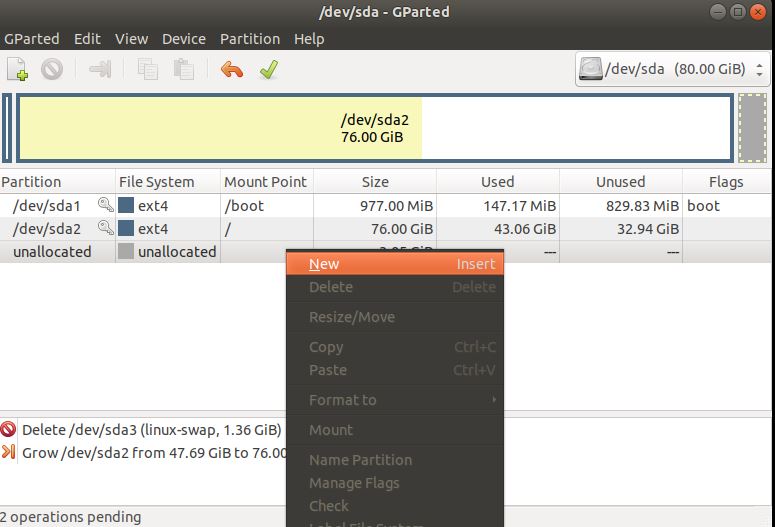 /dev/sda - GParted
GParted Edit View Device Partition Help
/dev/sda (80.00 GiB)
/dev/sda2
76.00 GiB
Partition File System Mount Point Size Used Unused Flags
/dev/sda1 ext4 /boot 977.00 MiB 147.17 MiB 829.83 MiB boot
/dev/sda2 ext4 / 76.00 GiB 43.06 GiB 32.94 GiB
unallocated unallocated --- ---
New Insert
Delete Delete
Resize/Move
Copy Ctrl+C
Paste Ctrl+V
Format to
Mount
Name Partition
Manage Flags
Check
Label File System
Delete /dev/sda3 (linux-swap, 1.36 GiB)
Grow /dev/sda2 from 47.69 GiB to 76.00
2 operations pending